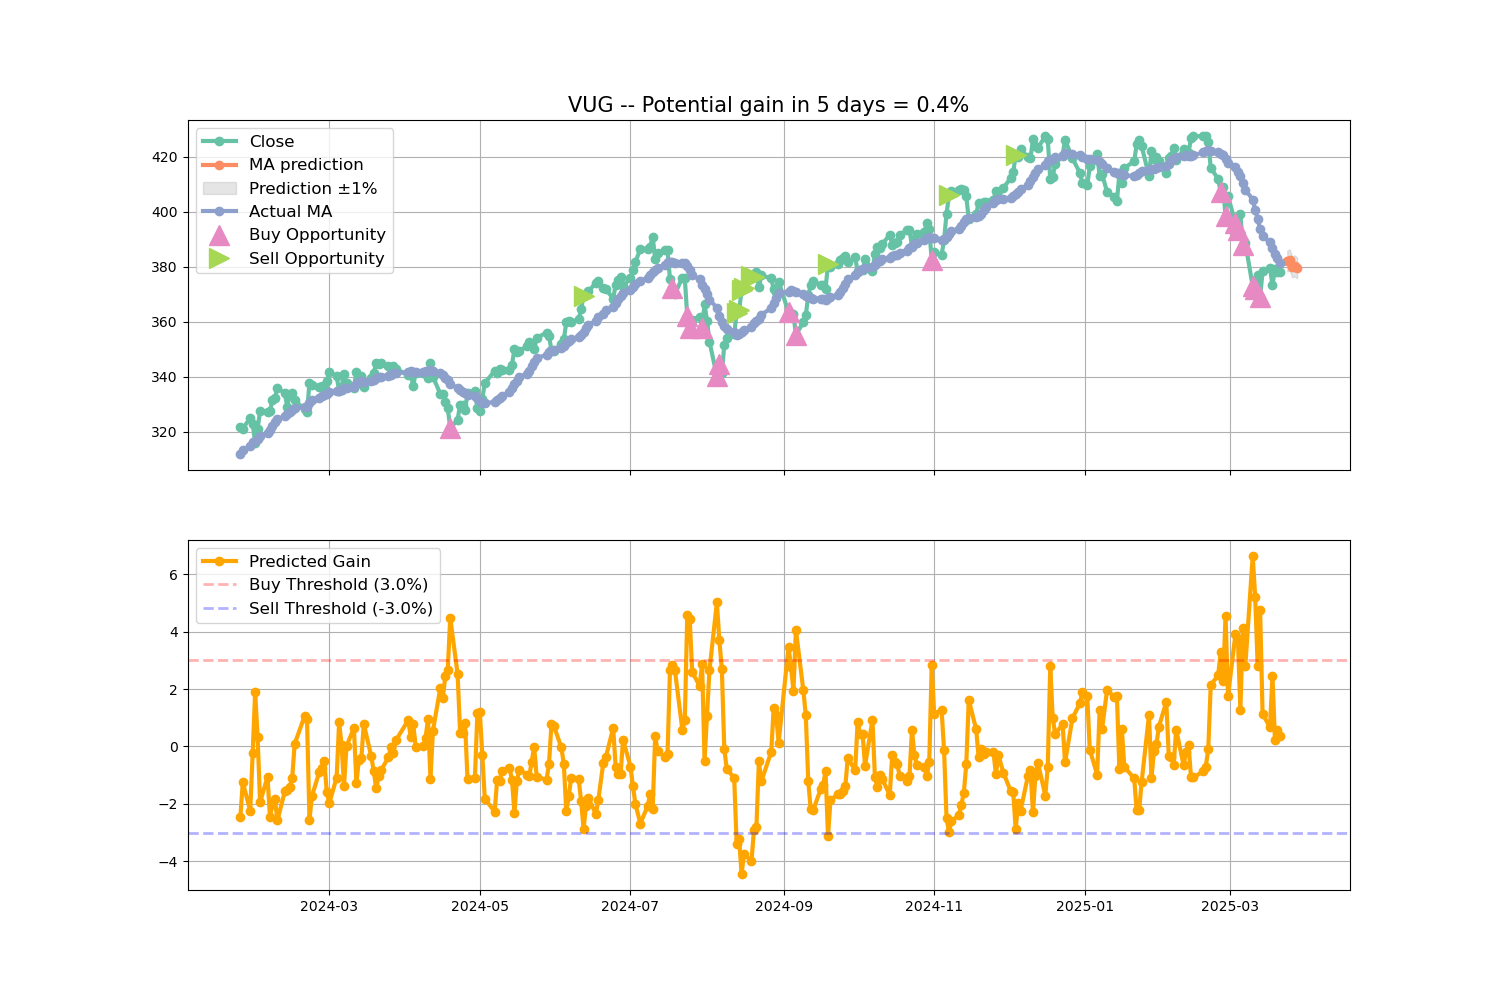 VUG -- Potential gain in 5 days = 0.4%
Close
MA prediction
Prediction ±1%
Actual MA
Buy Opportunity
Sell Opportunity
420
400
380
360
340
320
Predicted Gain
Buy Threshold (3.0%)
Sell Threshold (-3.0%)
6
4
2
0
−2
−4
2024-03
2024-05
2024-07
2024-09
2024-11
2025-01
2025-03